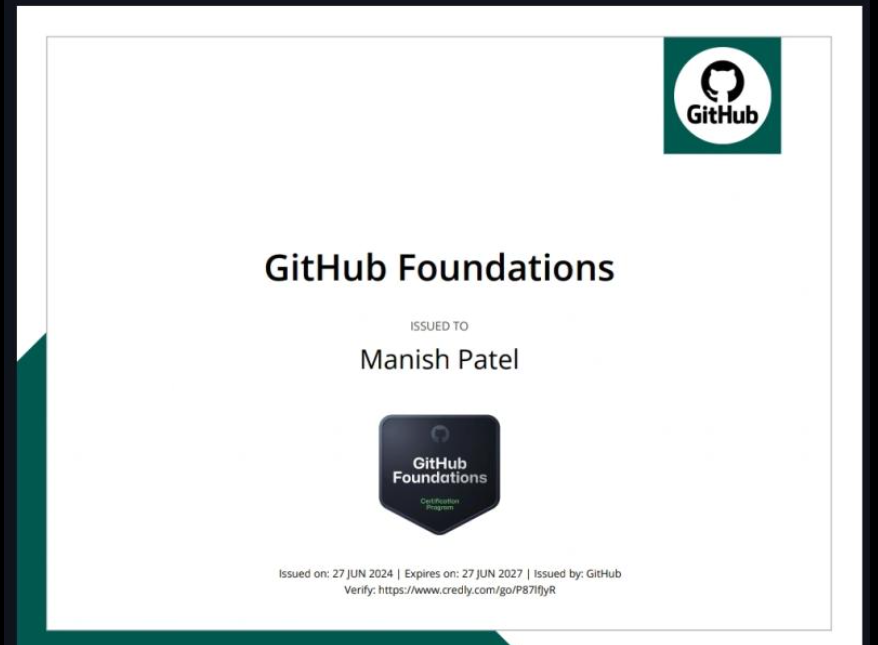 GitHub
GitHub Foundations
ISSUED TO
Manish Patel
GitHub
Foundations
Certification
Program
Issued on: 27 JUN 2024 | Expires on: 27 JUN 2027 | Issued by: GitHub
Verify: https://www.credly.com/go/P87lfJyR